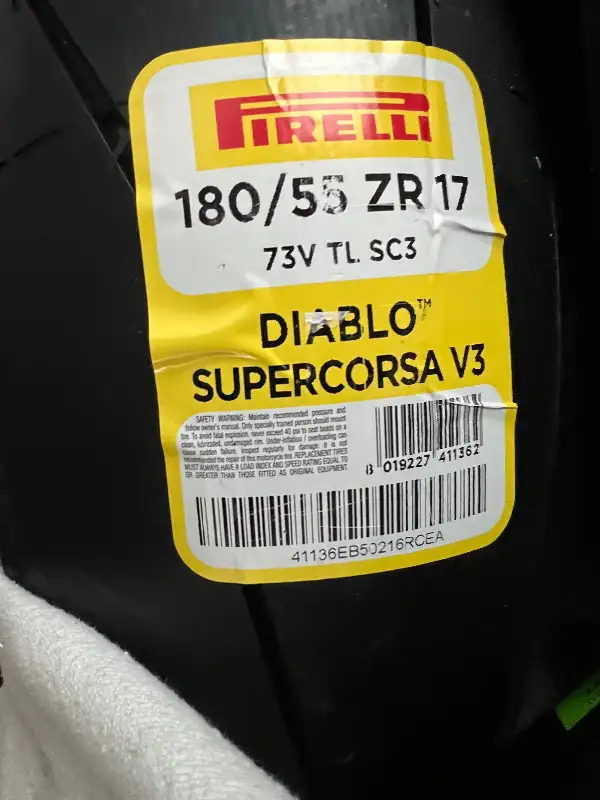 PIRELLI
180/55 ZR 17
73V TL SC3
DIABLO™
SUPERCORSA V3
SAFETY WARNING: Maintain recommended pressure and
follow owner's manual. Only specially trained person should mount
tire. To avoid fatal explosion, never exceed 40 psi to seat beads on a
clean, lubricated, undamaged rim. Under-inflation / overloading can
cause sudden failure. Inspect regularly for damage. It is not
recommended the repair of this motorcycle tire. REPLACEMENT TIRES
MUST ALWAYS HAVE A LOAD INDEX AND SPEED RATING EQUAL TO
OR GREATER THAN THOSE FITTED AS ORIGINAL EQUIPMENT.
8 019227 411362
41136EB50216RCEA